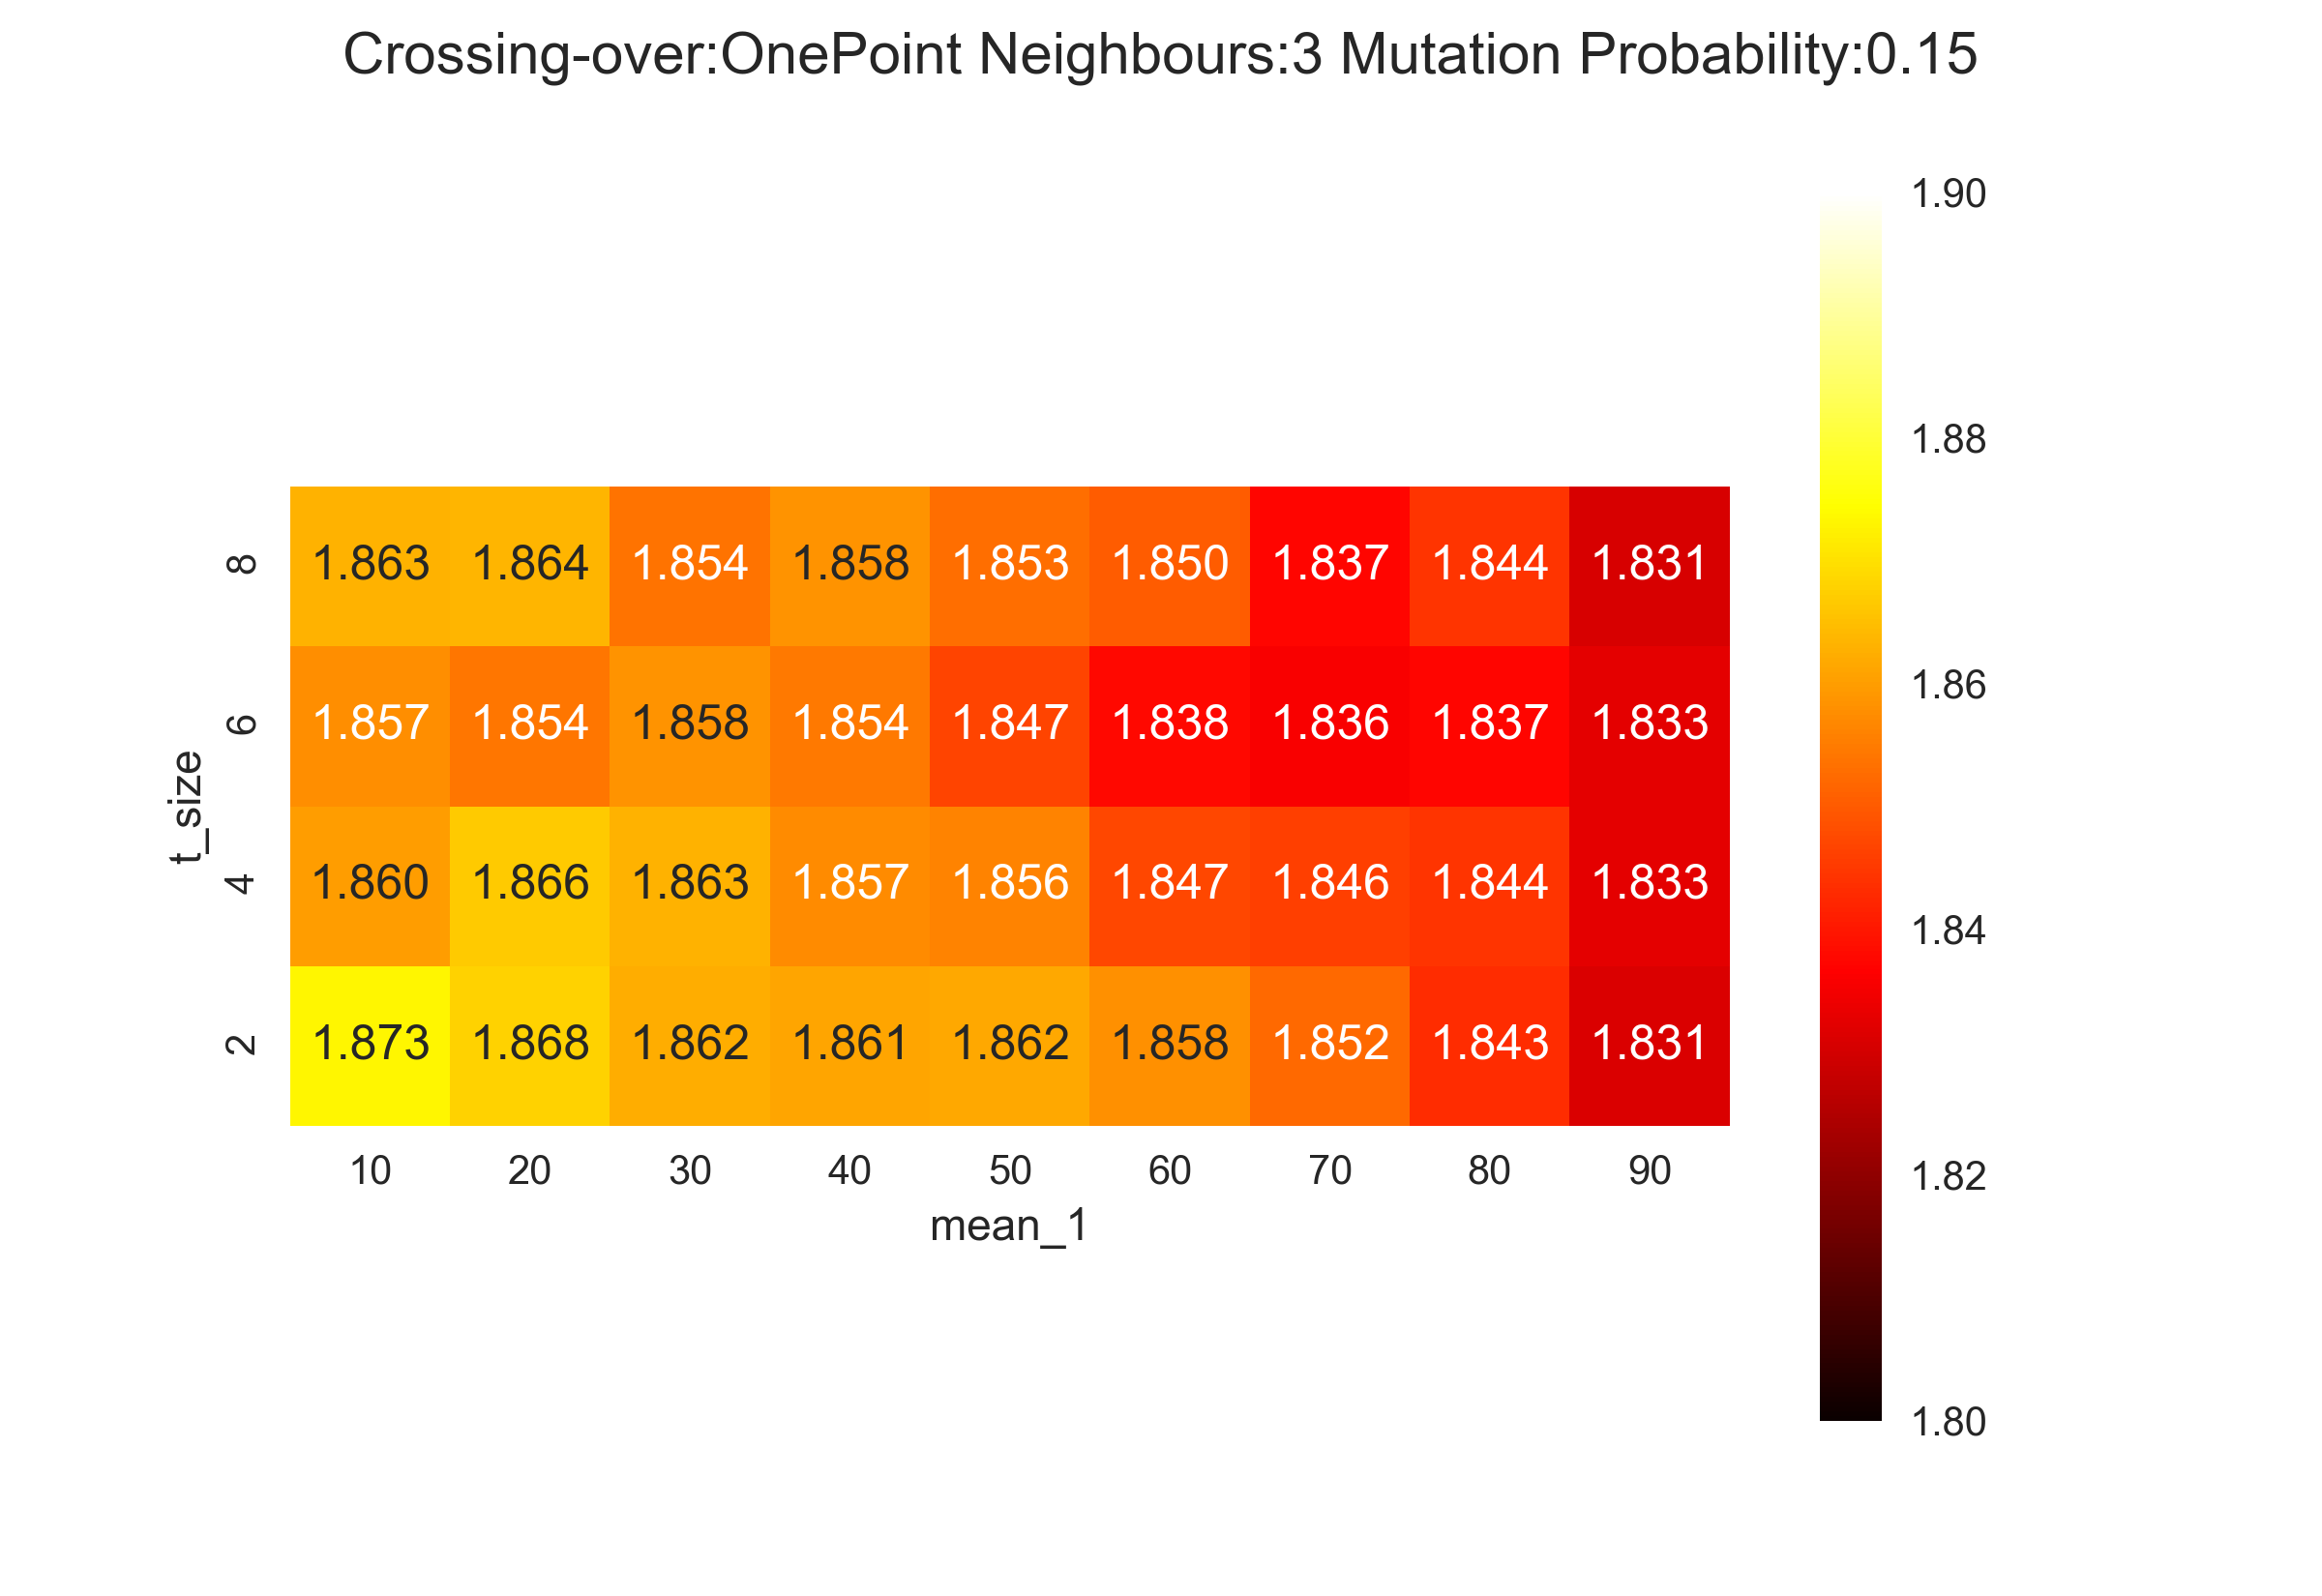 Crossing-over:OnePoint Neighbours:3 Mutation Probability:0.15
1.90
1.88
1.86
1.84
1.82
1.80
t_size
8 1.863 1.864 1.854 1.858 1.853 1.850 1.837 1.844 1.831
6 1.857 1.854 1.858 1.854 1.847 1.838 1.836 1.837 1.833
4 1.860 1.866 1.863 1.857 1.856 1.847 1.846 1.844 1.833
2 1.873 1.868 1.862 1.861 1.862 1.858 1.852 1.843 1.831
10 20 30 40 50 60 70 80 90
mean_1